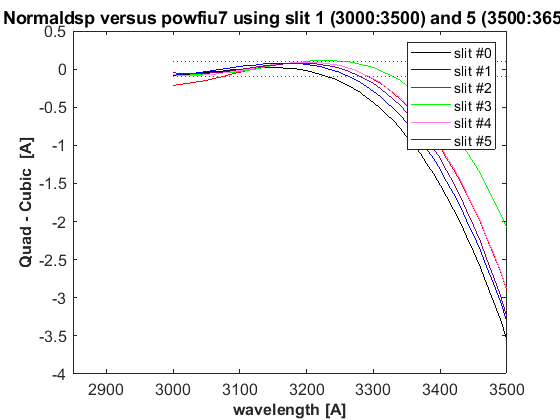 Normaldsp versus powfiu7 using slit 1 (3000:3500) and 5 (3500:365
0.5
0
-0.5
-1
-1.5
-2
-2.5
-3
-3.5
-4
Quad - Cubic [A]
slit #0
slit #1
slit #2
slit #3
slit #4
slit #5
2900
3000
3100
3200
3300
3400
3500
wavelength [A]